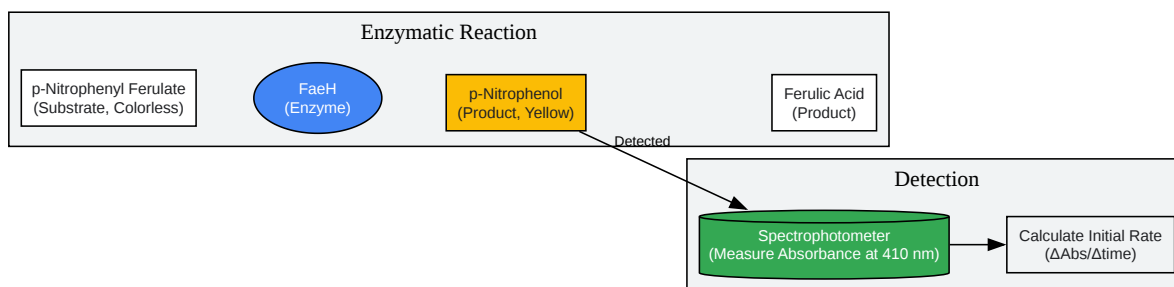 Enzymatic Reaction
p-Nitrophenyl Ferulate
(Substrate, Colorless)
FaeH
(Enzyme)
p-Nitrophenol
(Product, Yellow)
Ferulic Acid
(Product)
Detected
Detection
Spectrophotometer
(Measure Absorbance at 410 nm)
Calculate Initial Rate
(ΔAbs/Δtime)